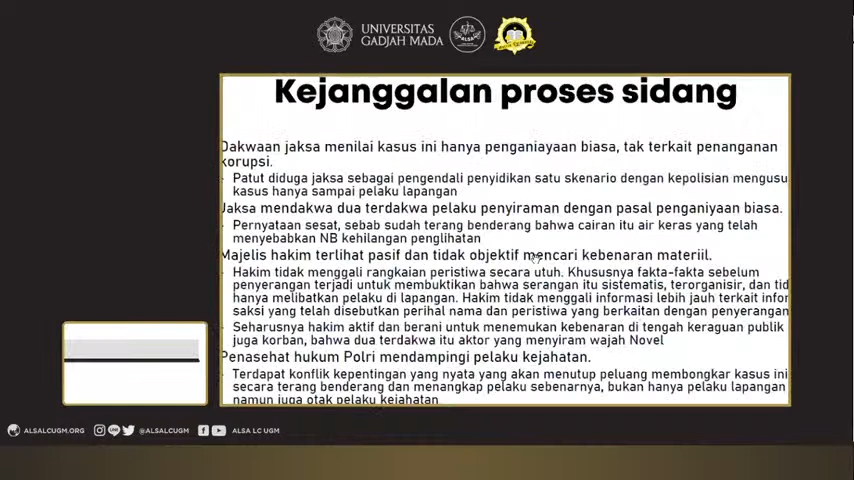 UNIVERSITAS
GADJAH MADA
ALSA
Kejanggalan proses sidang
Dakwaan jaksa menilai kasus ini hanya penganiayaan biasa, tak terkait penanganan
korupsi.
Patut diduga jaksa sebagai pengendali penyidikan satu skenario dengan kepolisian mengusu
kasus hanya sampai pelaku lapangan
Jaksa mendakwa dua terdakwa pelaku penyiraman dengan pasal penganiyaan biasa.
Pernyataan sesat, sebab sudah terang benderang bahwa cairan itu air keras yang telah
menyebabkan NB kehilangan penglihatan
Majelis hakim terlihat pasif dan tidak objektif mencari kebenaran materiil.
Hakim tidak menggali rangkaian peristiwa secara utuh. Khususnya fakta-fakta sebelum
penyerangan terjadi untuk membuktikan bahwa serangan itu sistematis, terorganisir, dan tid
hanya melibatkan pelaku di lapangan. Hakim tidak menggali informasi lebih jauh terkait infor
saksi yang telah disebutkan perihal nama dan peristiwa yang berkaitan dengan penyerangan
Seharusnya hakim aktif dan berani untuk menemukan kebenaran di tengah keraguan publik
juga korban, bahwa dua terdakwa itu aktor yang menyiram wajah Novel
Penasehat hukum Polri mendampingi pelaku kejahatan.
Terdapat konflik kepentingan yang nyata yang akan menutup peluang membongkar kasus ini
secara terang benderang dan menangkap pelaku sebenarnya, bukan hanya pelaku lapangan
namun juga otak pelaku kejahatan
ALSALCUGM.ORG
@ALSALCUGM
ALSA LC UGM